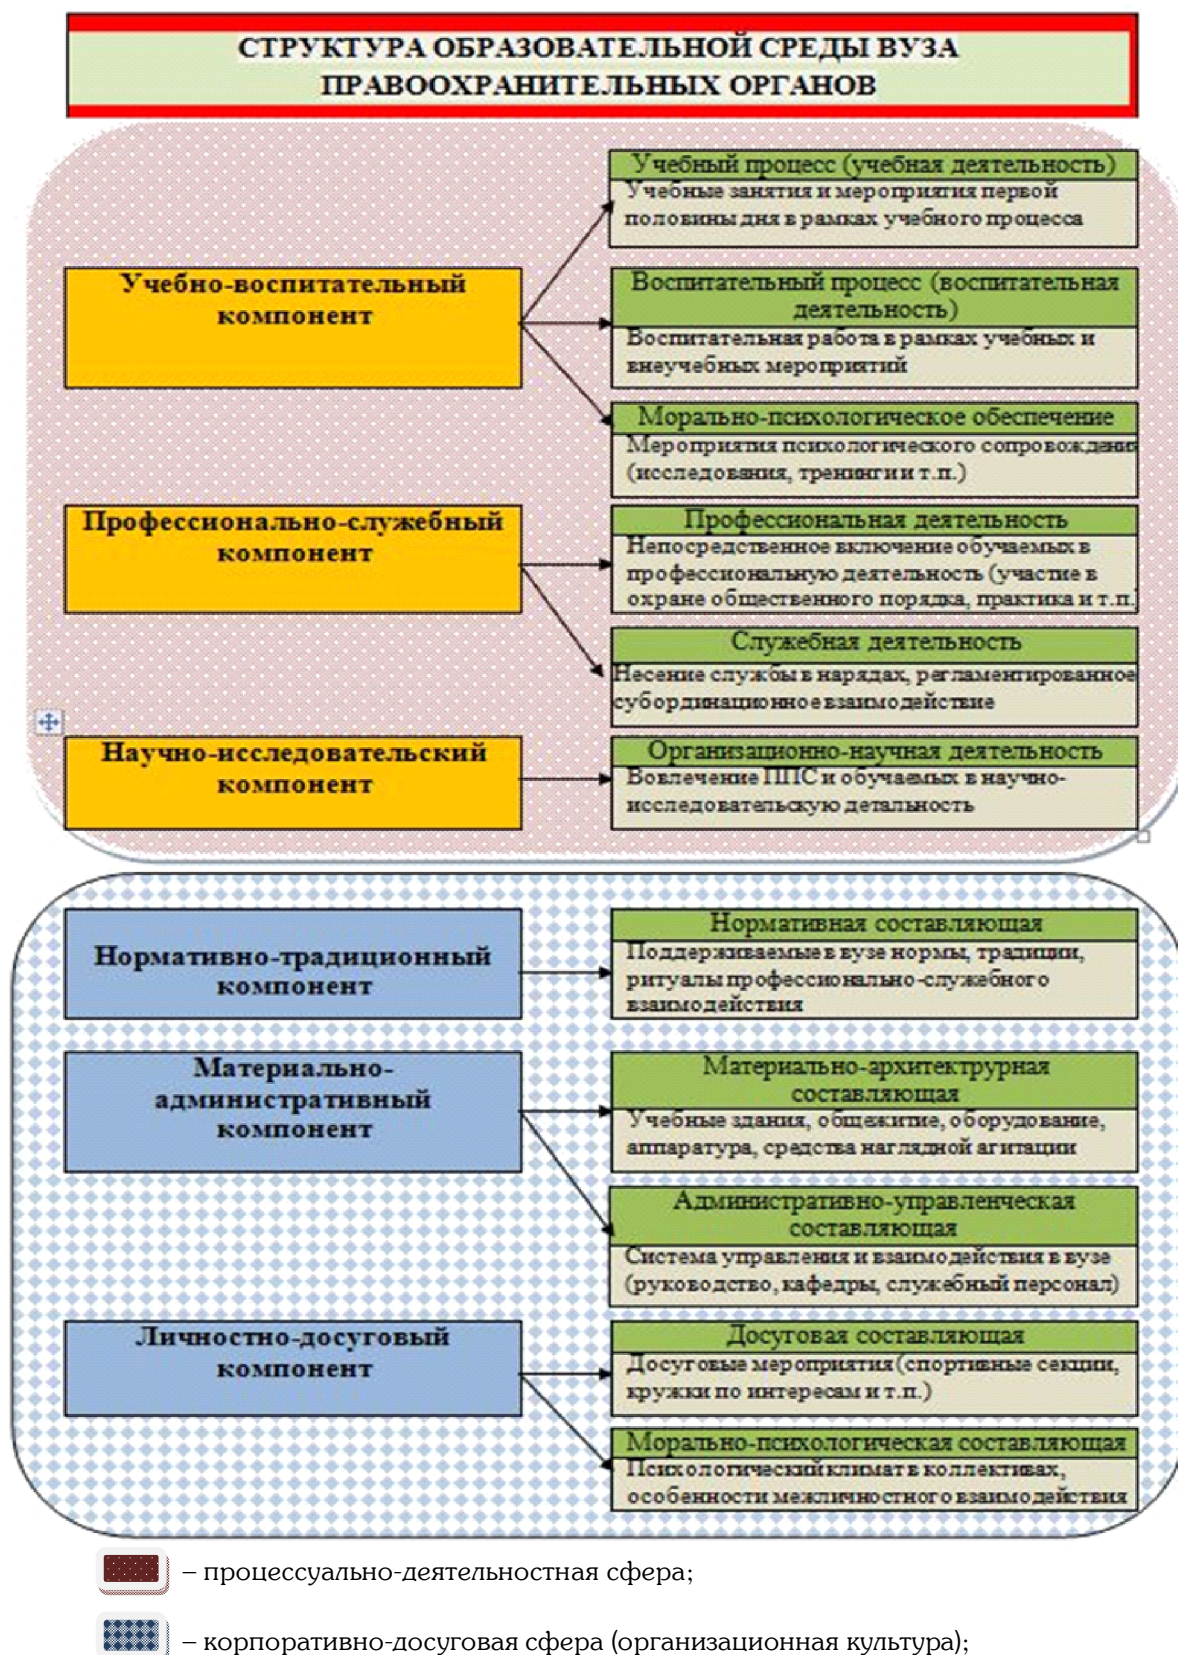 СТРУКТУРА ОБРАЗОВАТЕЛЬНОЙ СРЕДЫ ВУЗА
ПРАВООХРАНИТЕЛЬНЫХ ОРГАНОВ
Учебно-воспитательный
компонент
Учебный процесс (учебная деятельность)
Учебные занятия и мероприятия первой
половины дня в рамках учебного процесса
Воспитательный процесс (воспитательная
деятельность)
Воспитательная работа в рамках учебных и
внеучебных мероприятий
Морально-психологическое обеспечение
Мероприятия психологического сопровождения
(исследования, тренинги и т.п.)
Профессионально-служебный
компонент
Профессиональная деятельность
Непосредственное включение обучаемых в
профессиональную деятельность (участие в
охране общественного порядка, практика и т.п.)
Служебная деятельность
Несение службы в нарядах, регламентированное
субординационное взаимодействие
Научно-исследовательский
компонент
Организационно-научная деятельность
Вовлечение ППС и обучаемых в научно-
исследовательскую детальность
Нормативно-традиционный
компонент
Нормативная составляющая
Поддерживаемые в вузе нормы, традиции,
ритуалы профессионально-служебного
взаимодействия
Материально-
административный
компонент
Материально-архитектрурная
составляющая
Учебные здания, общежитие, оборудование,
аппаратура, средства наглядной агитации
Административно-управленческая
составляющая
Система управления и взаимодействия в вузе
(руководство, кафедры, служебный персонал)
Личностно-досуговый
компонент
Досуговая составляющая
Досуговые мероприятия (спортивные секции,
кружки по интересам и т.п.)
Морально-психологическая составляющая
Психологический климат в коллективах,
особенности межличностного взаимодействия
– процессуально-деятельностная сфера;
– корпоративно-досуговая сфера (организационная культура);